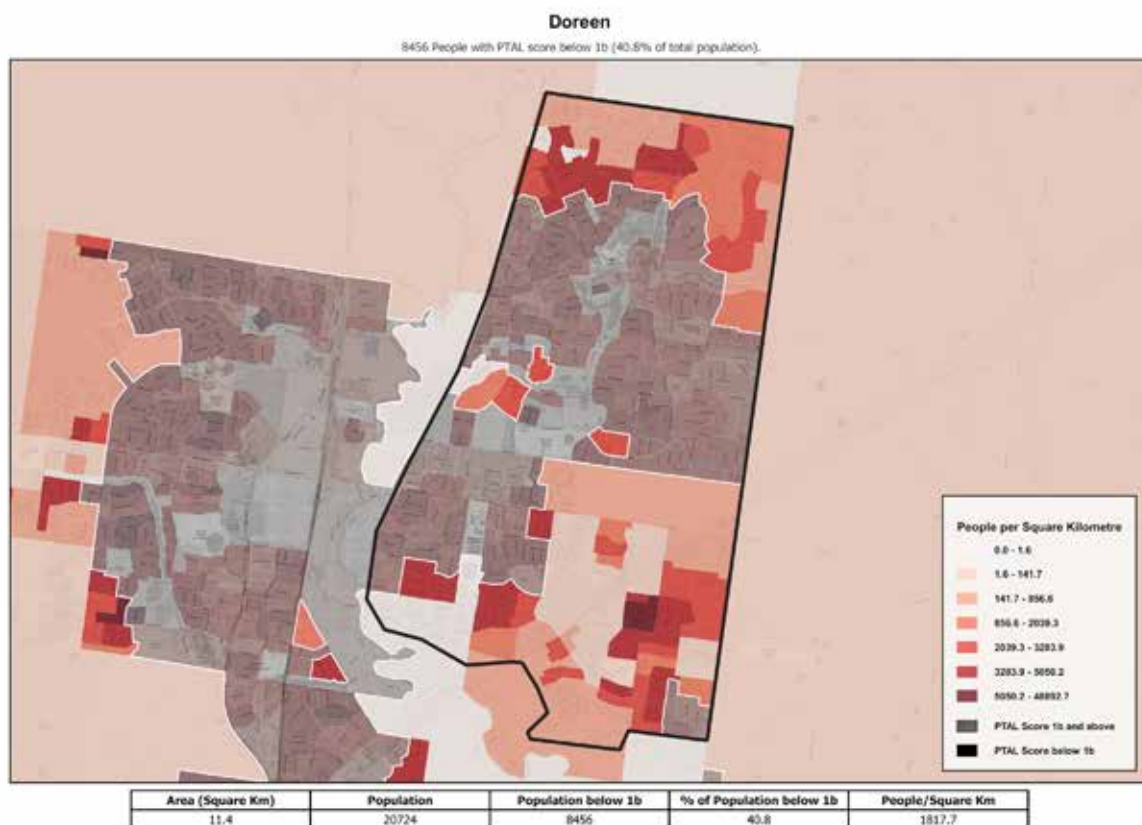 Doreen
8456 People with PTAL score below 1b (40.8% of total population).
People per Square Kilometre
0.0 - 1.6
1.6 - 141.7
141.7 - 856.6
856.6 - 2039.3
2039.3 - 3283.9
3283.9 - 5050.2
5050.2 - 48892.7
PTAL Score 1b and above
PTAL Score below 1b
Area (Square Km) Population Population below 1b % of Population below 1b People/Square Km
11.4 20724 8456 40.8 1817.7